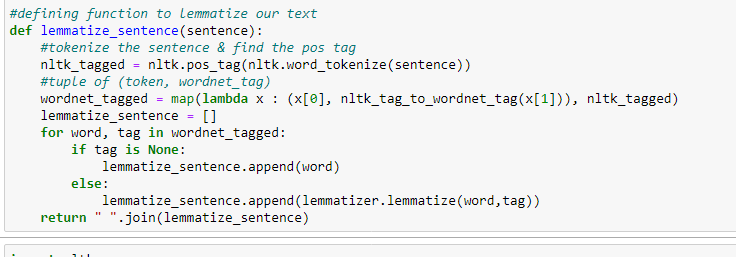 #defining function to lemmatize our text
def lemmatize_sentence(sentence):
    #tokenize the sentence & find the pos tag
    nltk_tagged = nltk.pos_tag(nltk.word_tokenize(sentence))
    #tuple of (token, wordnet_tag)
    wordnet_tagged = map(lambda x : (x[0], nltk_tag_to_wordnet_tag(x[1])), nltk_tagged)
    lemmatize_sentence = []
    for word, tag in wordnet_tagged:
        if tag is None:
            lemmatize_sentence.append(word)
        else:
            lemmatize_sentence.append(lemmatizer.lemmatize(word,tag))
    return " ".join(lemmatize_sentence)